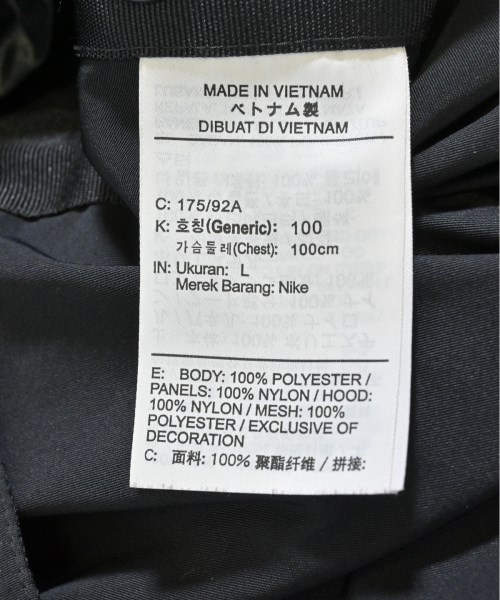 MADE IN VIETNAM
ベトナム製
DIBUAT DI VIETNAM
C: 175/92A
K: 호칭(Generic): 100
가슴둘레(Chest): 100cm
IN: Ukuran: L
Merek Barang: Nike
E: BODY: 100% POLYESTER /
PANELS: 100% NYLON / HOOD:
100% NYLON / MESH: 100%
POLYESTER / EXCLUSIVE OF
DECORATION
C: 面料: 100% 聚酯纤维 / 拼接: